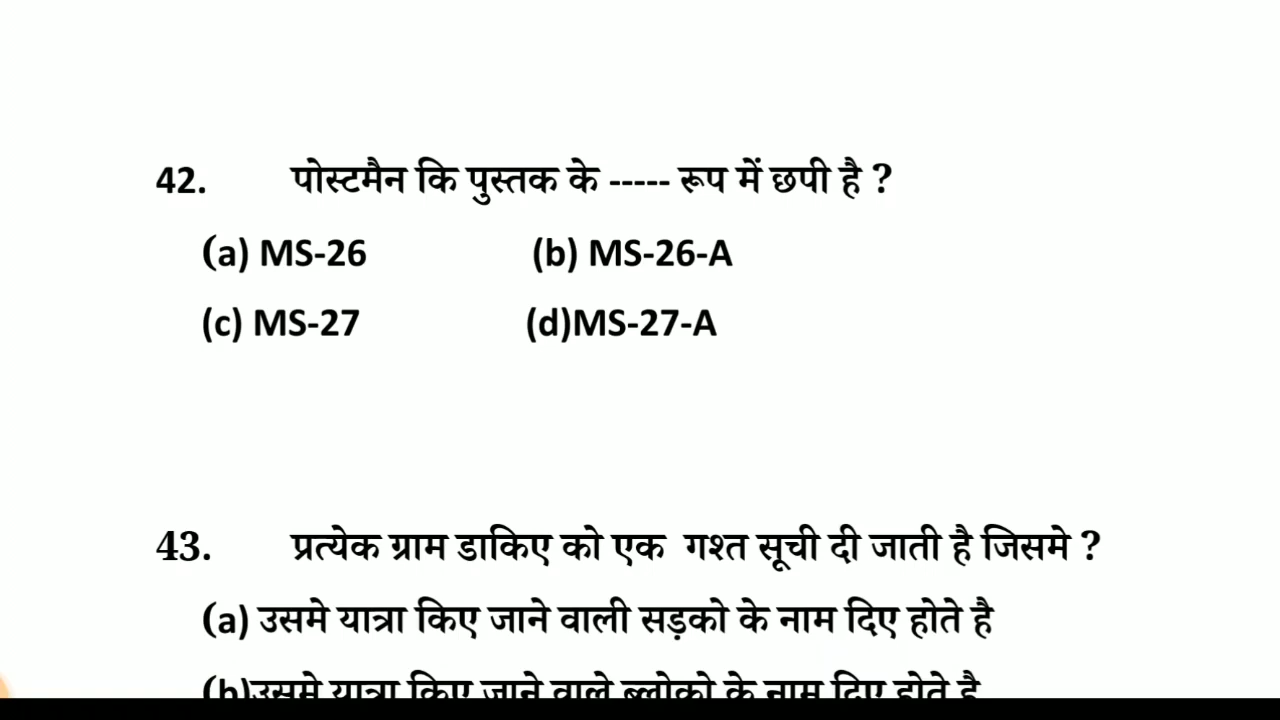 42. पोस्टमैन कि पुस्तक के ----- रूप में छपी है ?
(a) MS-26 (b) MS-26-A
(c) MS-27 (d)MS-27-A
43. प्रत्येक ग्राम डाकिए को एक गश्त सूची दी जाती है जिसमे ?
(a) उसमे यात्रा किए जाने वाली सड़को के नाम दिए होते है
(b)उसमे यात्रा किए जाने वाले ब्लोको के नाम दिए होते है